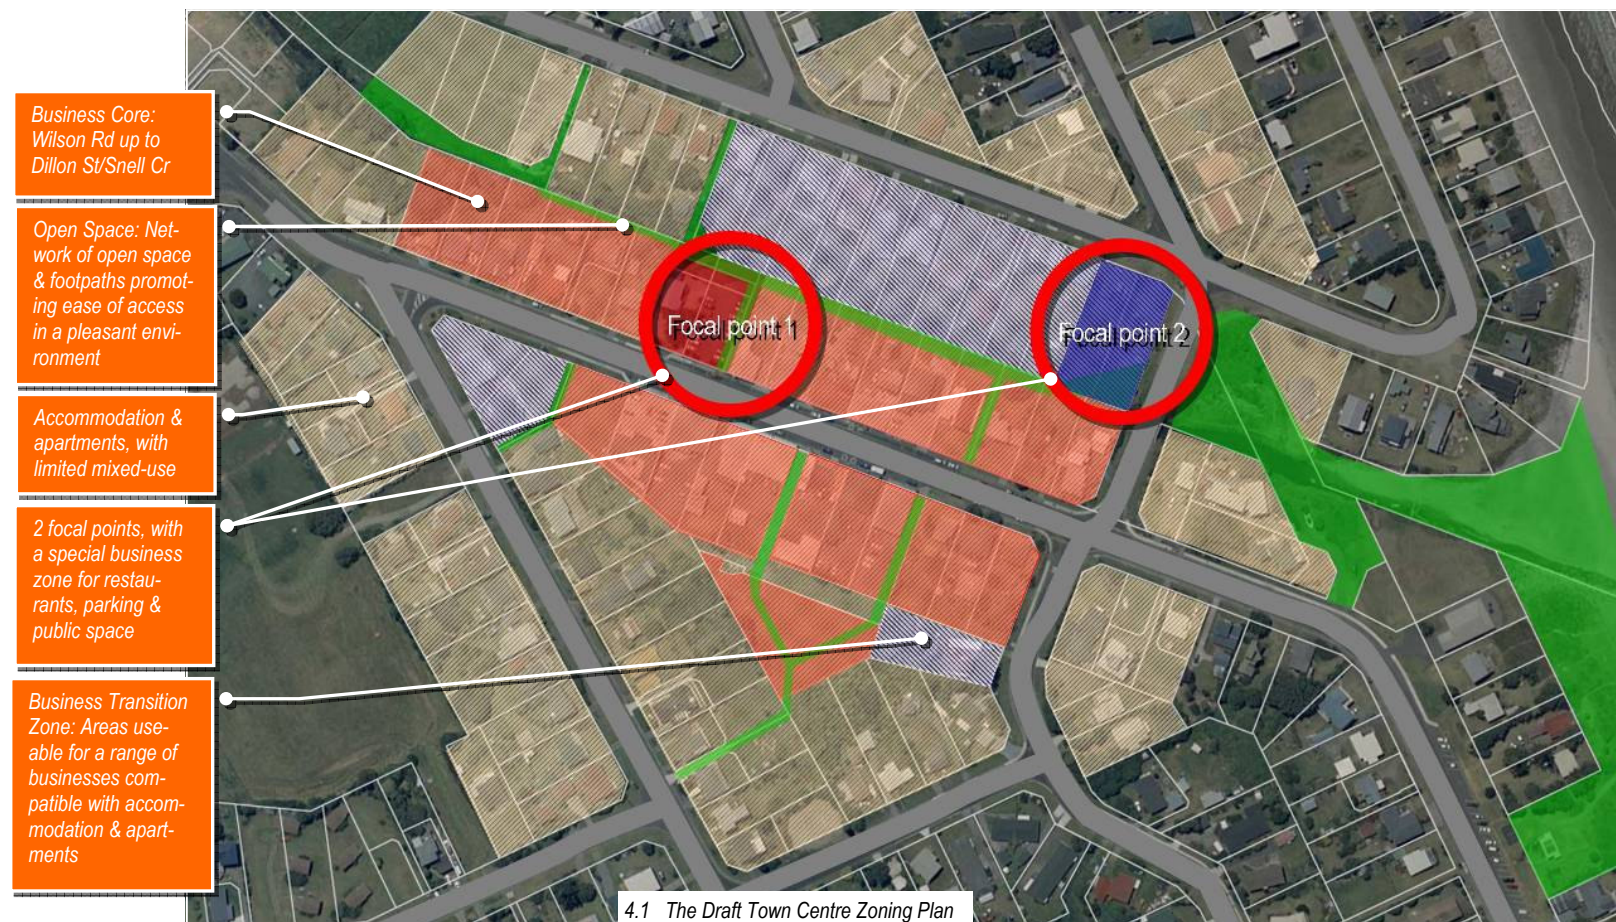 Business Core:
Wilson Rd up to
Dillon St/Snell Cr
Open Space: Net-
work of open space
& footpaths promot-
ing ease of access
in a pleasant envi-
ronment
Accommodation &
apartments, with
limited mixed-use
2 focal points, with
a special business
zone for restau-
rants, parking &
public space
Business Transition
Zone: Areas use-
able for a range of
businesses com-
patible with accom-
modation & apart-
ments
Focal point 1
Focal point 2
4.1 The Draft Town Centre Zoning Plan